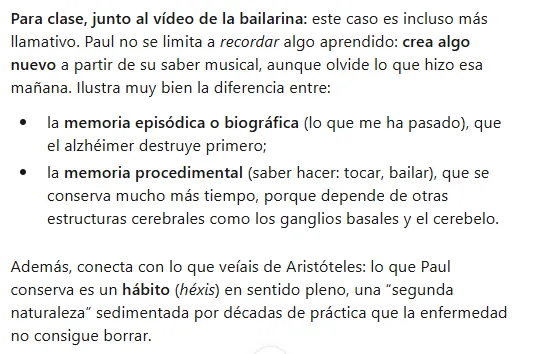 Para clase, junto al vídeo de la bailarina: este caso es incluso más
llamativo. Paul no se limita a recordar algo aprendido: crea algo
nuevo a partir de su saber musical, aunque olvide lo que hizo esa
mañana. Ilustra muy bien la diferencia entre:
• la memoria episódica o biográfica (lo que me ha pasado), que
el alzhéimer destruye primero;
• la memoria procedimental (saber hacer: tocar, bailar), que se
conserva mucho más tiempo, porque depende de otras
estructuras cerebrales como los ganglios basales y el cerebelo.
Además, conecta con lo que veíais de Aristóteles: lo que Paul
conserva es un hábito (héxis) en sentido pleno, una “segunda
naturaleza” sedimentada por décadas de práctica que la enfermedad
no consigue borrar.